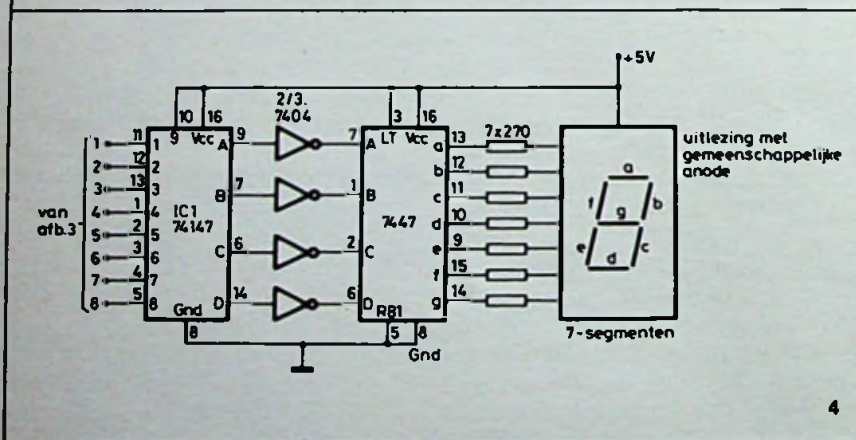 +5V
2/3.
7404
10 16
3 16
9 Vcc A 9
7 A LT Vcc a 13 7x270
1 11 1
2 12 2
3 13 3
4 1 4
5 2 5
6 3 6
7 4 7
8 5 8
van
afb.3
IC1
74147
B 7
C 6
D 14
Gnd
8
1 B
2 C
6 D
7447
b 12
c 11
d 10
e 9
f 15
g 14
RB1
5 8
Gnd
a
f b
g
e c
d
uitlezing met
gemeenschappelijke
anode
7-segmenten
4